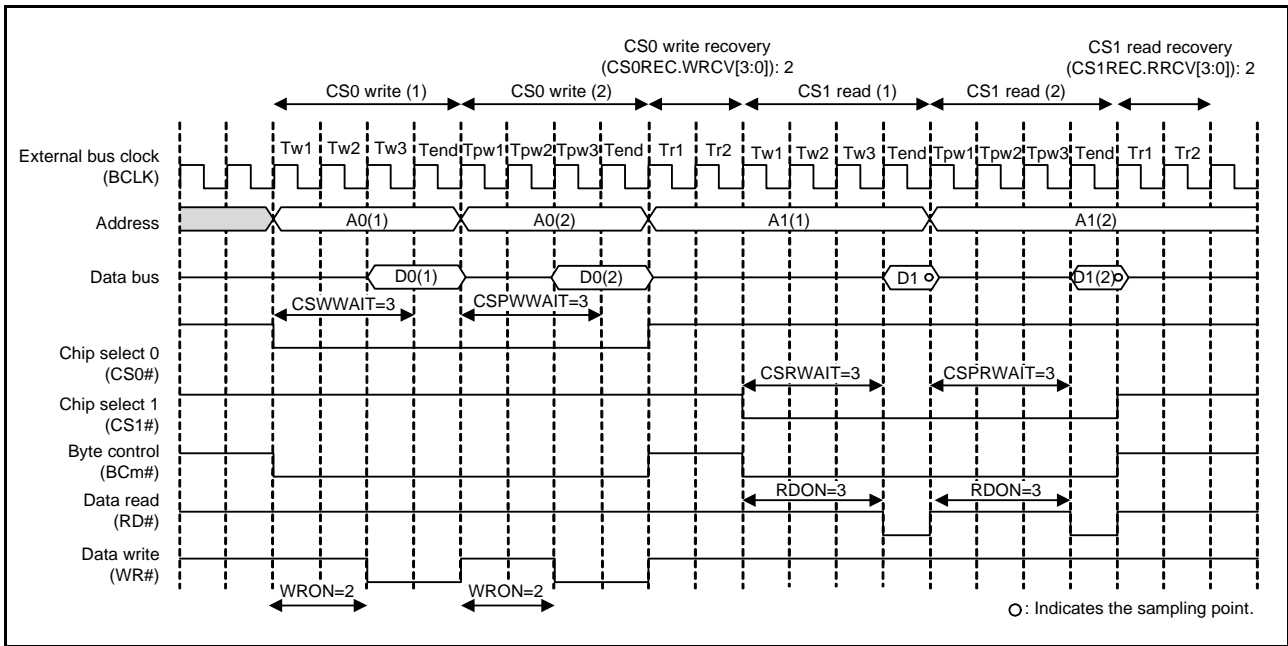 CS0 write recovery
(CS0REC.WRCV[3:0]): 2
CS1 read recovery
(CS1REC.RRCV[3:0]): 2
CS0 write (1) CS0 write (2) CS1 read (1) CS1 read (2)
Tw1 Tw2 Tw3 Tend Tpw1 Tpw2 Tpw3 Tend Tr1 Tr2 Tw1 Tw2 Tw3 Tend Tpw1 Tpw2 Tpw3 Tend Tr1 Tr2
External bus clock
(BCLK)
Address A0(1) A0(2) A1(1) A1(2)
Data bus D0(1) D0(2) D1 D1(2)
CSWWAIT=3 CSPWWAIT=3
Chip select 0
(CS0#)
CSRWAIT=3 CSPRWAIT=3
Chip select 1
(CS1#)
Byte control
(BCm#)
Data read RDON=3 RDON=3
(RD#)
Data write
(WR#)
WRON=2 WRON=2
: Indicates the sampling point.